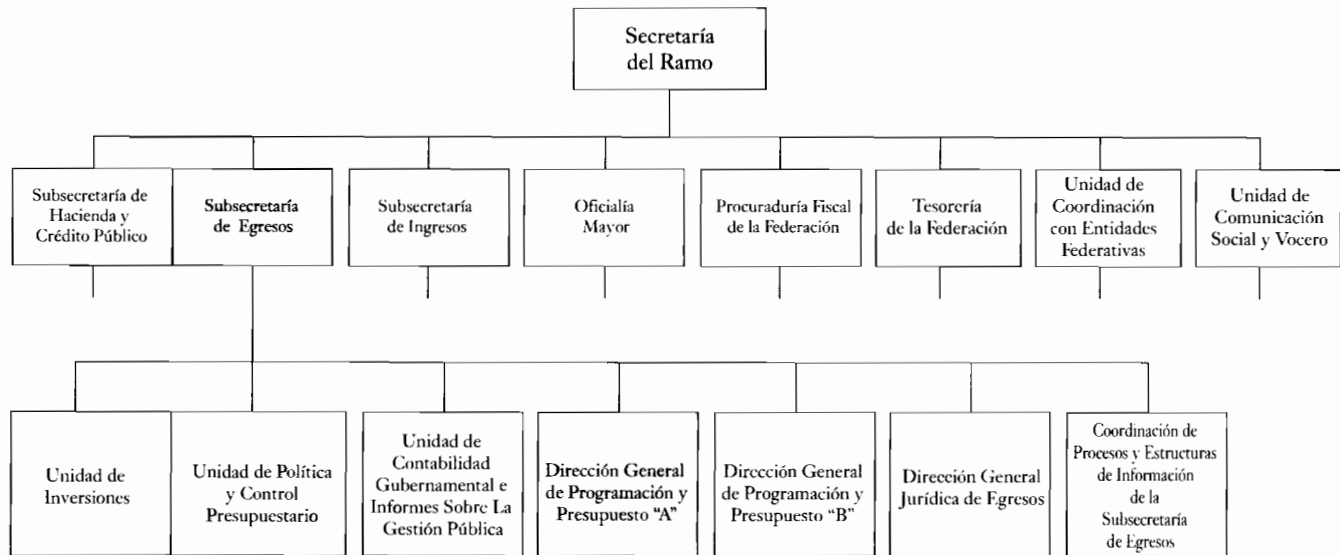 Secretaría
del Ramo
Subsecretaría de
Hacienda y
Crédito Público
Subsecretaría
de Egresos
Subsecretaría
de Ingresos
Oficialía
Mayor
Procuraduría Fiscal
de la Federación
Tesorería
de la Federación
Unidad de
Coordinación
con Entidades
Federativas
Unidad de
Comunicación
Social y Vocero
Unidad de
Inversiones
Unidad de Política
y Control
Presupuestario
Unidad de
Contabilidad
Gubernamental e
Informes Sobre La
Gestión Pública
Dirección General
de Programación y
Presupuesto “A”
Dirección General
de Programación y
Presupuesto “B”
Dirección General
Jurídica de Egresos
Coordinación de
Procesos y Estructuras
de Información
de la
Subsecretaría
de Egresos